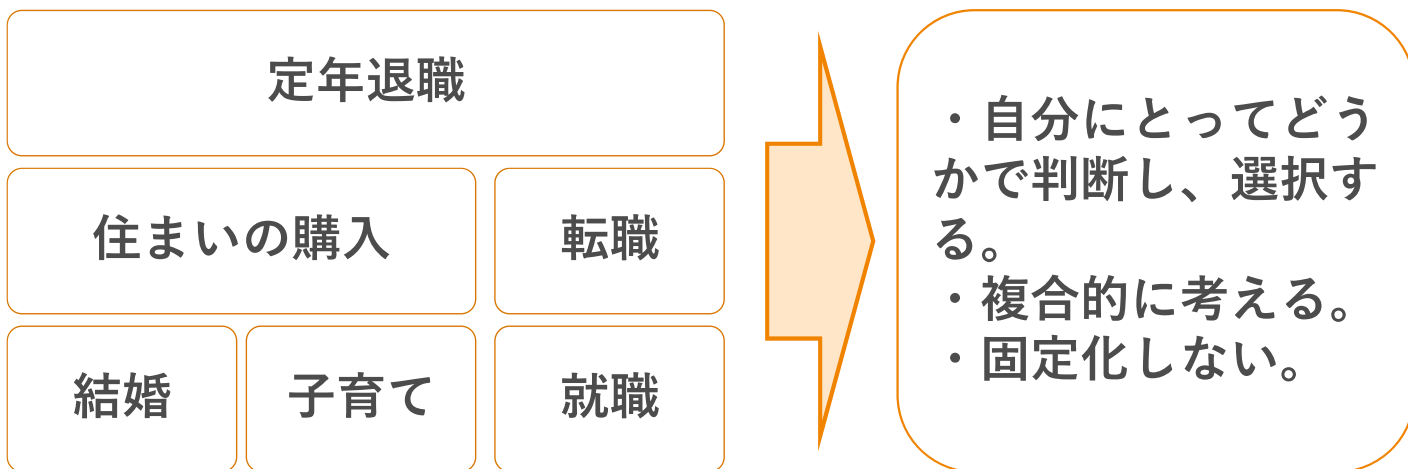 定年退職
住まいの購入
転職
結婚
子育て
就職
・自分にとってどう
かで判断し、選択す
る。
・複合的に考える。
・固定化しない。